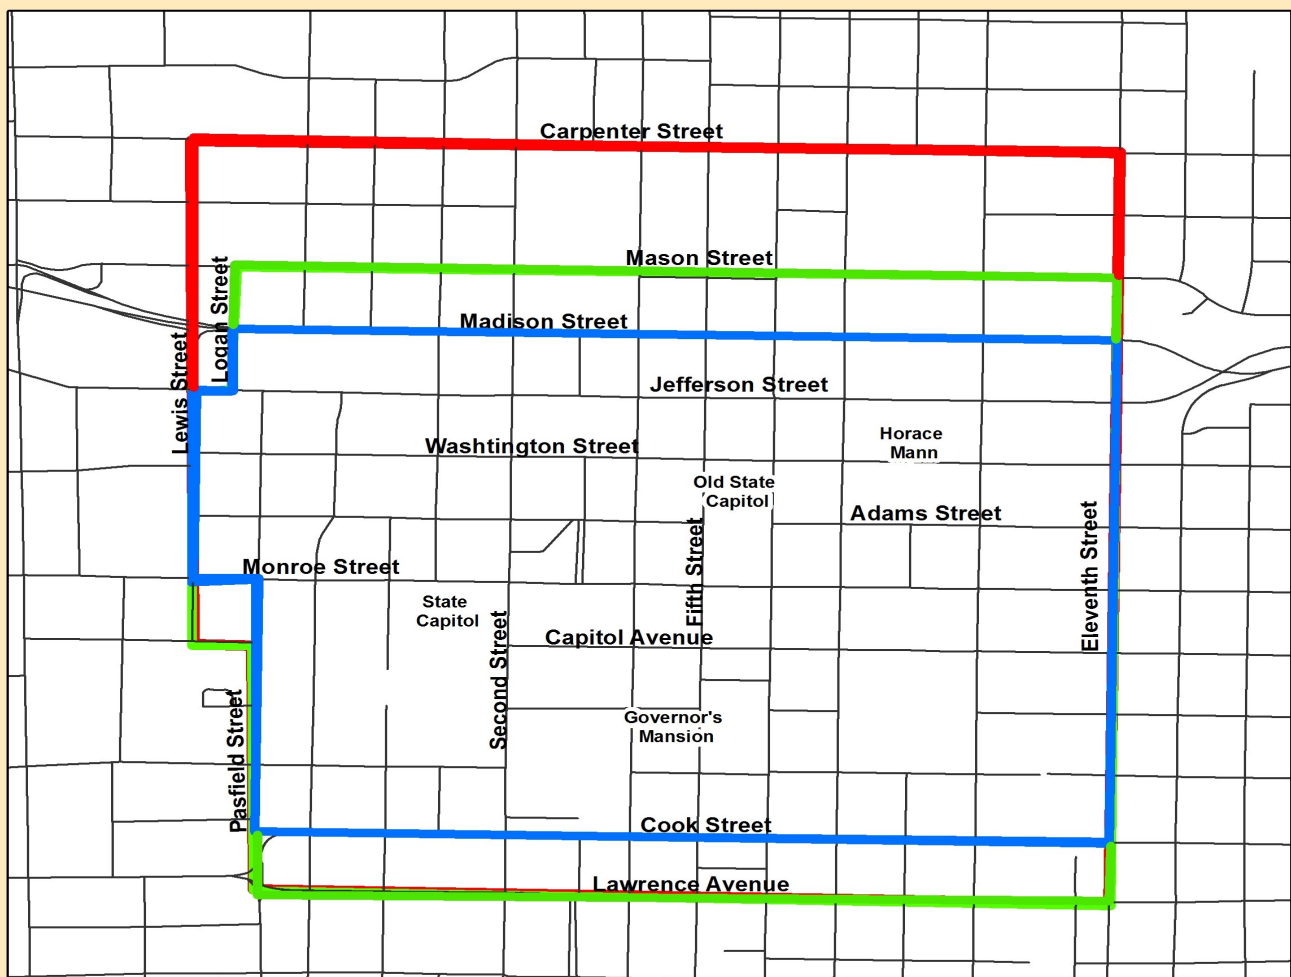 Carpenter Street
Mason Street
Logan Street
Madison Street
Lewis Street
Jefferson Street
Washtington Street
Horace
Mann
Old State
Capitol
Adams Street
Fifth Street
Eleventh Street
Monroe Street
State
Capitol
Second Street
Capitol Avenue
Governor's
Mansion
Pasfield Street
Cook Street
Lawrence Avenue